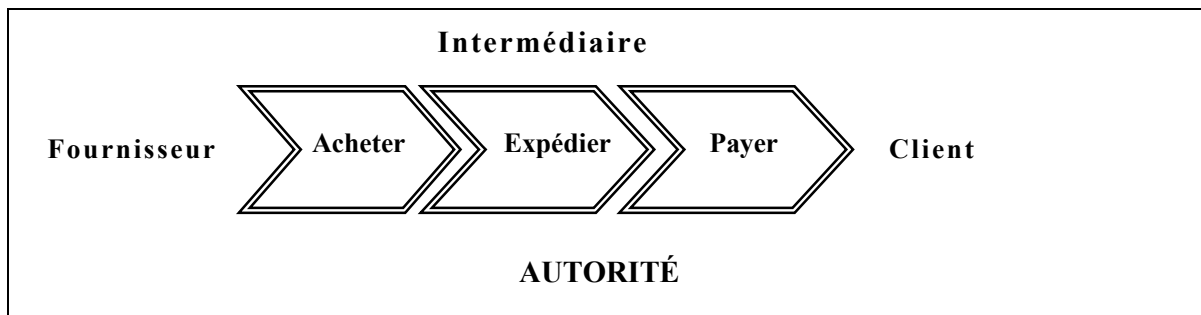 Intermédiaire
Fournisseur Acheter Expédier Payer Client
AUTORITÉ